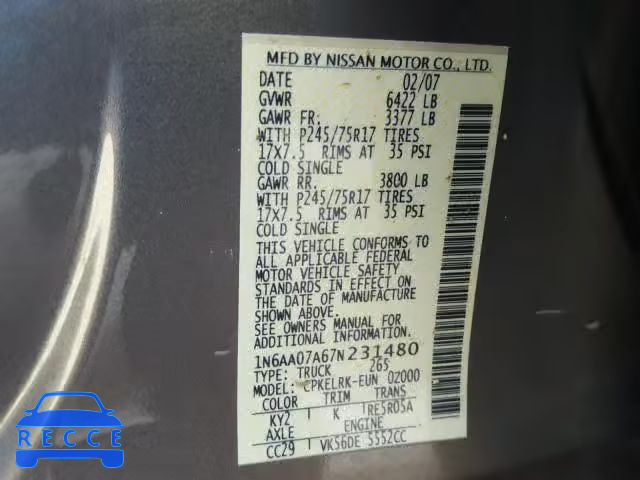 MFD BY NISSAN MOTOR CO., LTD.
DATE 02/07
GVWR 6422 LB
GAWR FR. 3377 LB
WITH P245/75R17 TIRES
17X7.5 RIMS AT 35 PSI
COLD SINGLE
GAWR RR. 3800 LB
WITH P245/75R17 TIRES
17X7.5 RIMS AT 35 PSI
COLD SINGLE
THIS VEHICLE CONFORMS TO
ALL APPLICABLE FEDERAL
MOTOR VEHICLE SAFETY
STANDARDS IN EFFECT ON
THE DATE OF MANUFACTURE
SHOWN ABOVE.
SEE OWNERS MANUAL FOR
ADDITIONAL INFORMATION.
1N6AA07A67N231480
TYPE: TRUCK 265
MODEL: CPKELRK-EUN 0Z000
COLOR TRIM TRANS
KY2 K RE5R05A
AXLE ENGINE
CC29 VK56DE 5552CC
RECCE